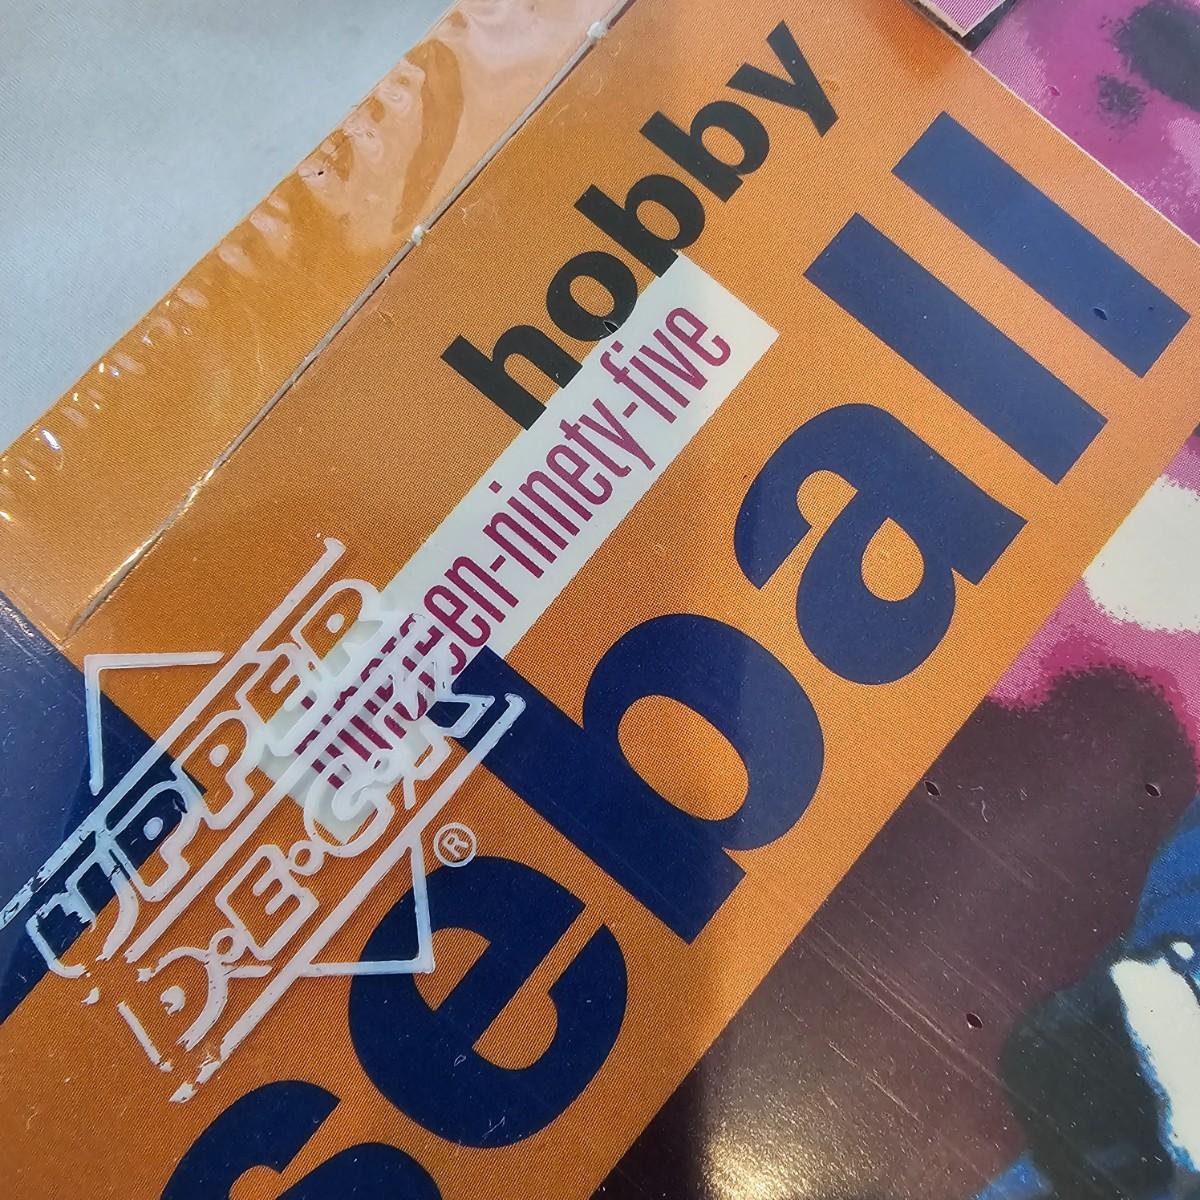 hobby
nineteen-ninety-five
seball
UPPER
DECK®